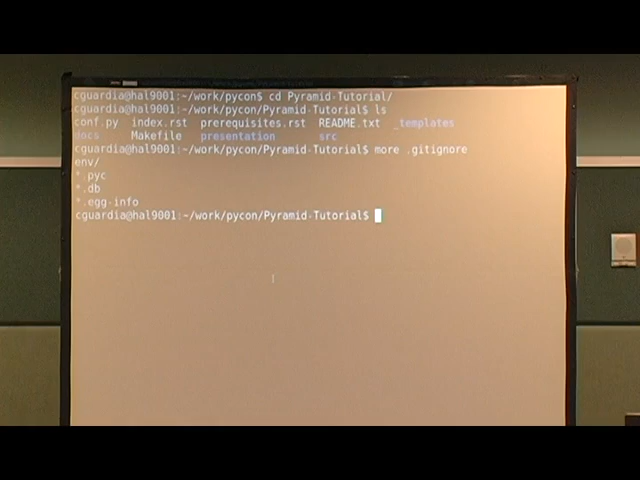 cguardia@hal9001:~/work/pycon$ cd Pyramid-Tutorial/
cguardia@hal9001:~/work/pycon/Pyramid-Tutorial$ ls
conf.py index.rst prerequisites.rst README.txt _templates
docs Makefile presentation src
cguardia@hal9001:~/work/pycon/Pyramid-Tutorial$ more .gitignore
env/
*.pyc
*.db
*.egg-info
cguardia@hal9001:~/work/pycon/Pyramid-Tutorial$